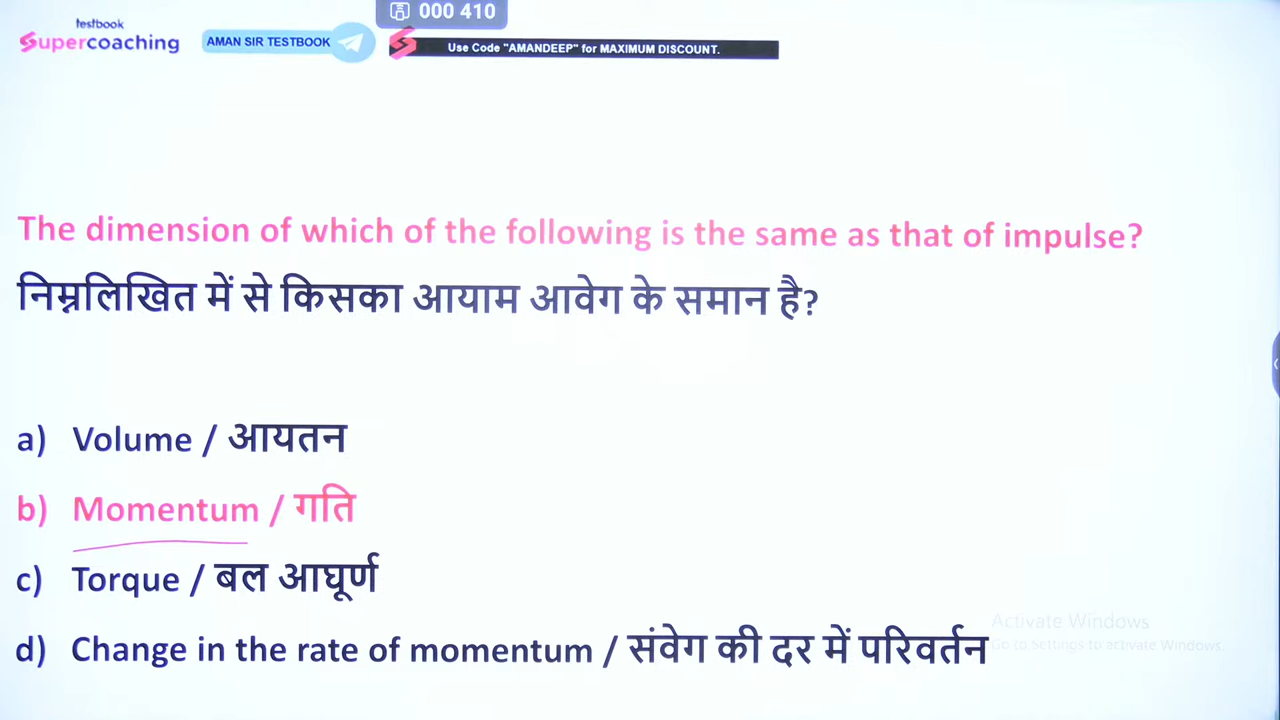 testbook
000 410
Supercoaching
AMAN SIR TESTBOOK
Use Code "AMANDEEP" for MAXIMUM DISCOUNT.
The dimension of which of the following is the same as that of impulse?
निम्नलिखित में से किसका आयाम आवेग के समान है?
a) Volume / आयतन
b) Momentum / गति
c) Torque / बल आघूर्ण
d) Change in the rate of momentum / संवेग की दर में परिवर्तन
Activate Windows
Go to Settings to activate Windows.